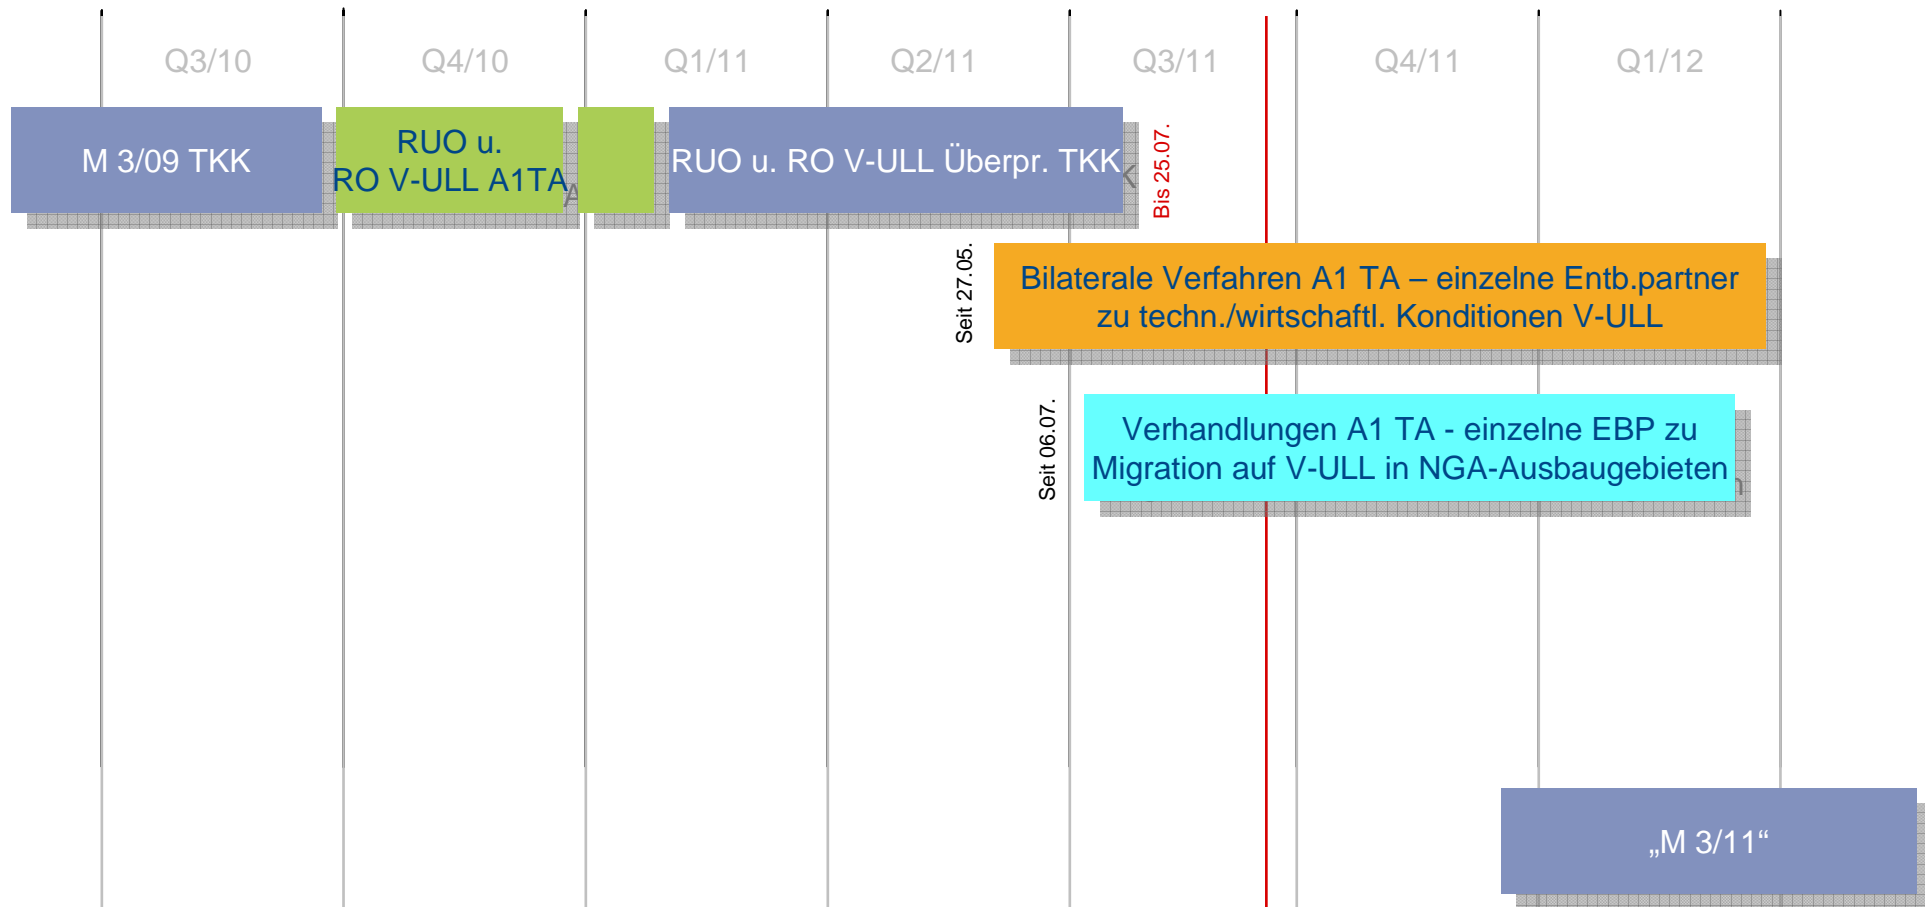 Q3/10
Q4/10
Q1/11
Q2/11
Q3/11
Q4/11
Q1/12
M 3/09 TKK
RUO u.
RO V-ULL A1TA
RUO u. RO V-ULL Überpr. TKK
Bis 25.07.
Seit 27.05.
Bilaterale Verfahren A1 TA – einzelne Entb.partner
zu techn./wirtschaftl. Konditionen V-ULL
Seit 06.07.
Verhandlungen A1 TA - einzelne EBP zu
Migration auf V-ULL in NGA-Ausbaugebieten
„M 3/11“